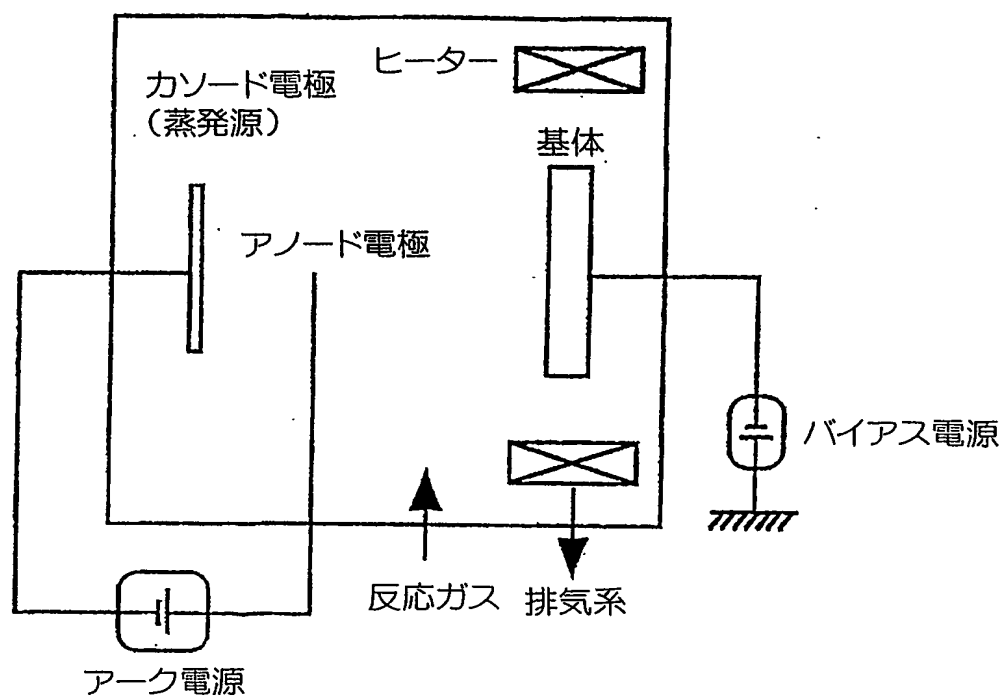 ヒーター
カソード電極
（蒸発源）
基体
アノード電極
バイアス電源
反応ガス
排気系
アーク電源